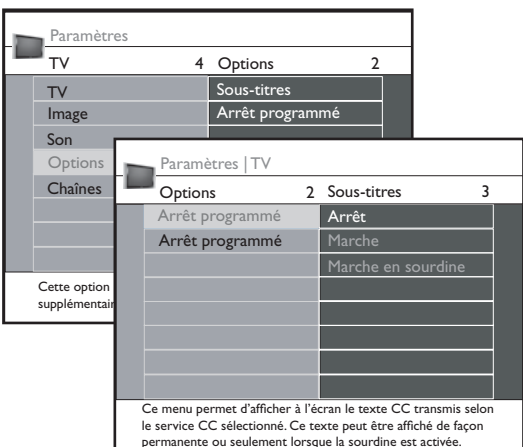 Paramètres
TV 4 Options 2
TV Sous-titres
Image Arrêt programmé
Son
Options
Chaînes
Cette option
supplémentair
Paramètres | TV
Options 2 Sous-titres 3
Arrêt programmé Arrêt
Arrêt programmé Marche
Marche en sourdine
Ce menu permet d'afficher à l'écran le texte CC transmis selon
le service CC sélectionné. Ce texte peut être affiché de façon
permanente ou seulement lorsque la sourdine est activée.